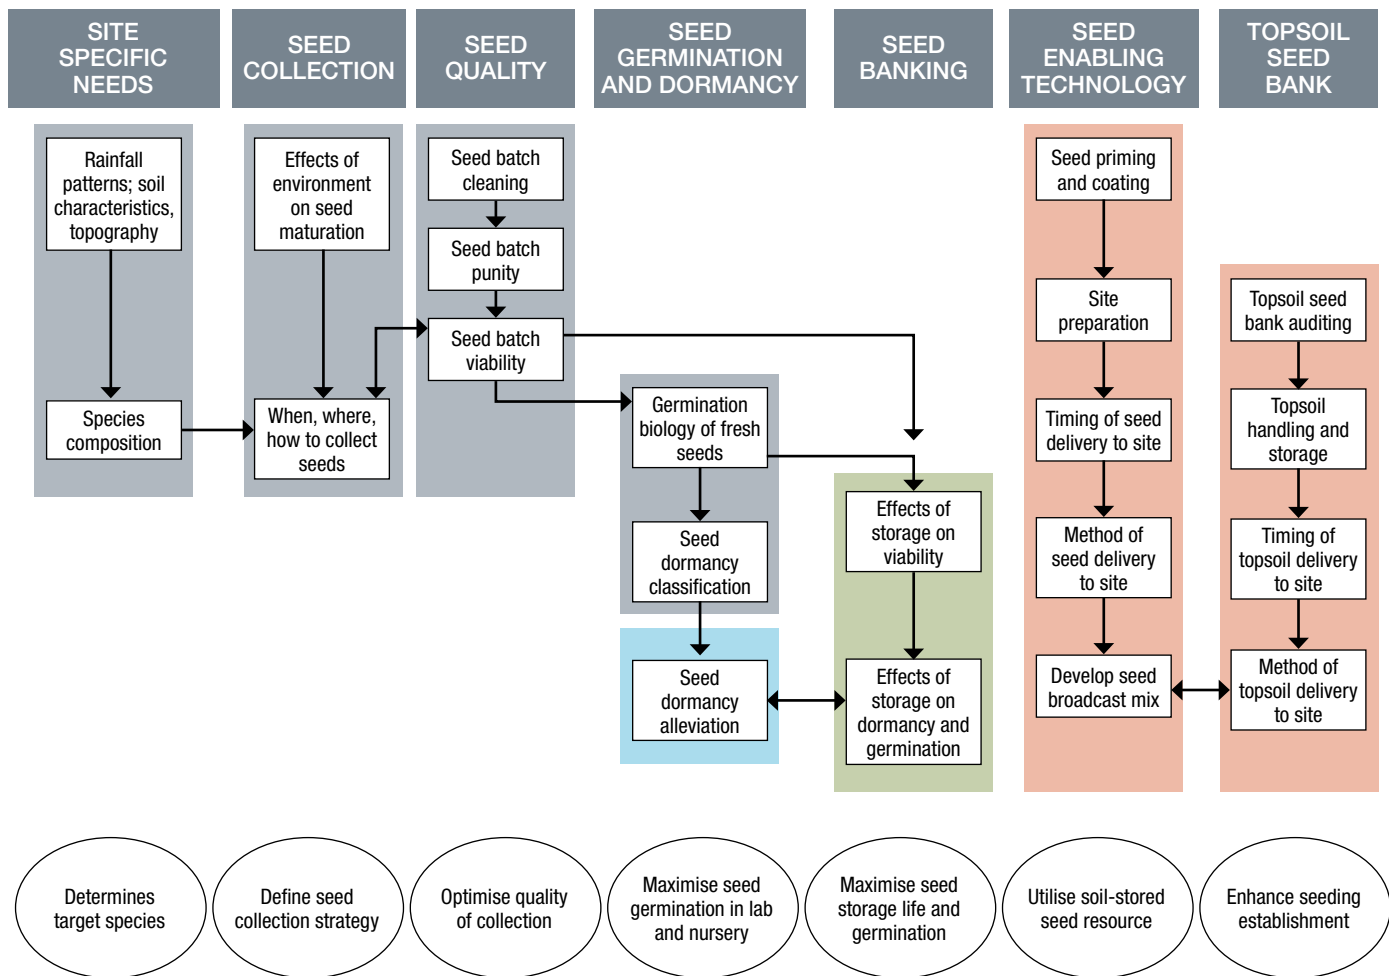 SITE
SPECIFIC
NEEDS
SEED
COLLECTION
SEED
QUALITY
SEED
GERMINATION
AND DORMANCY
SEED
BANKING
SEED
ENABLING
TECHNOLOGY
TOPSOIL
SEED
BANK
Rainfall
patterns; soil
characteristics,
topography
Species
composition
Effects of
environment
on seed
maturation
When, where,
how to collect
seeds
Seed batch
cleaning
Seed batch
punity
Seed batch
viability
Germination
biology of fresh
seeds
Seed
dormancy
classification
Seed
dormancy
alleviation
Effects of
storage on
viability
Effects of
storage on
dormancy and
germination
Seed priming
and coating
Site
preparation
Timing of seed
delivery to site
Method of
seed delivery
to site
Develop seed
broadcast mix
Topsoil seed
bank auditing
Topsoil
handling and
storage
Timing of
topsoil delivery
to site
Method of
topsoil delivery
to site
Determines
target species
Define seed
collection strategy
Optimise quality
of collection
Maximise seed
germination in lab
and nursery
Maximise seed
storage life and
germination
Utilise soil-stored
seed resource
Enhance seeding
establishment